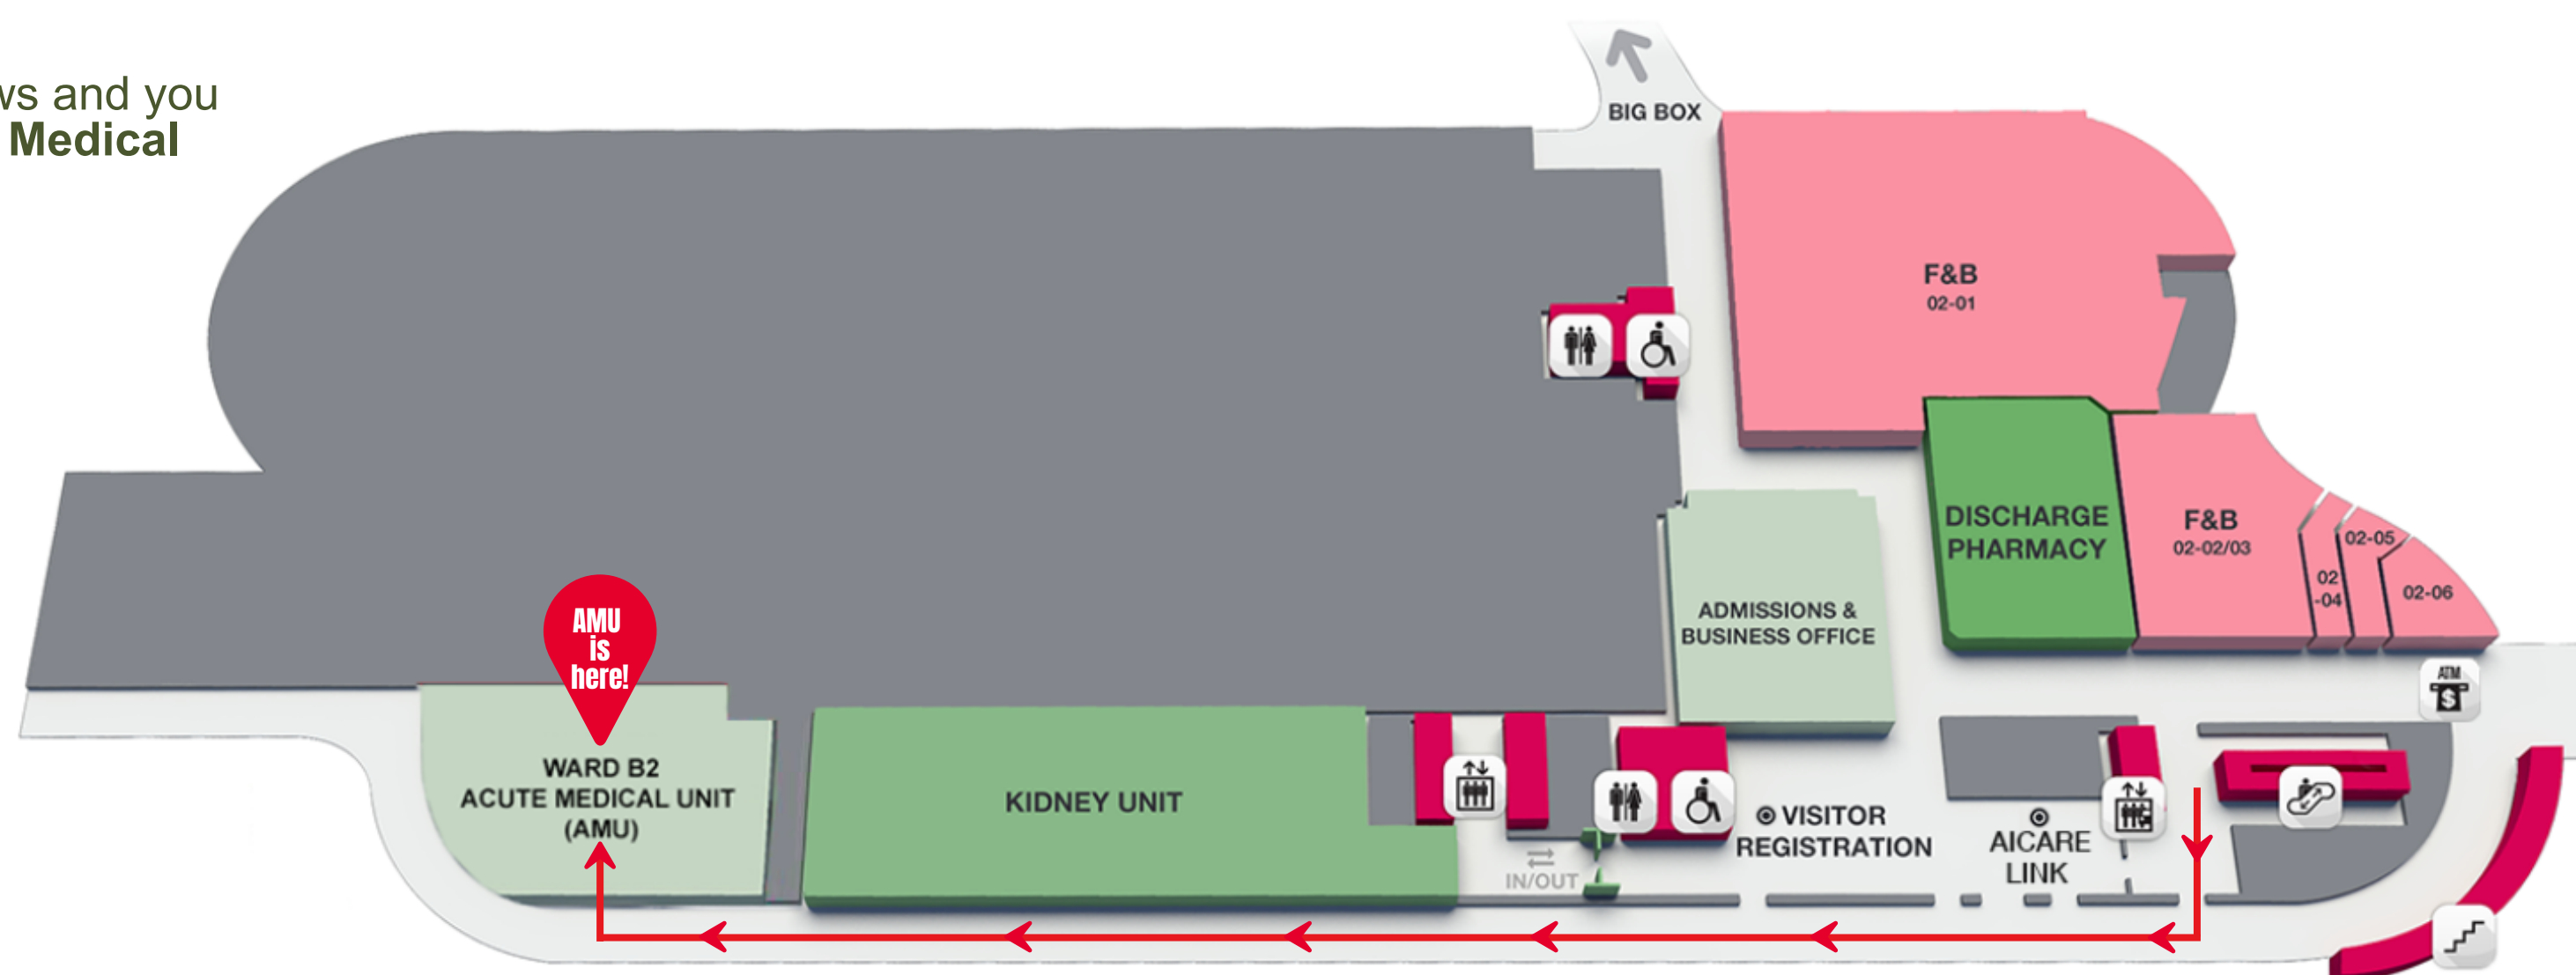 and you
Medical
BIG BOX
F&B
02-01
DISCHARGE
PHARMACY
F&B
02-02/03
02
-04
02-05
02-06
ADMISSIONS &
BUSINESS OFFICE
AMU
is
here!
ATM
$
WARD B2
ACUTE MEDICAL UNIT
(AMU)
KIDNEY UNIT
IN/OUT
VISITOR
REGISTRATION
AICARE
LINK